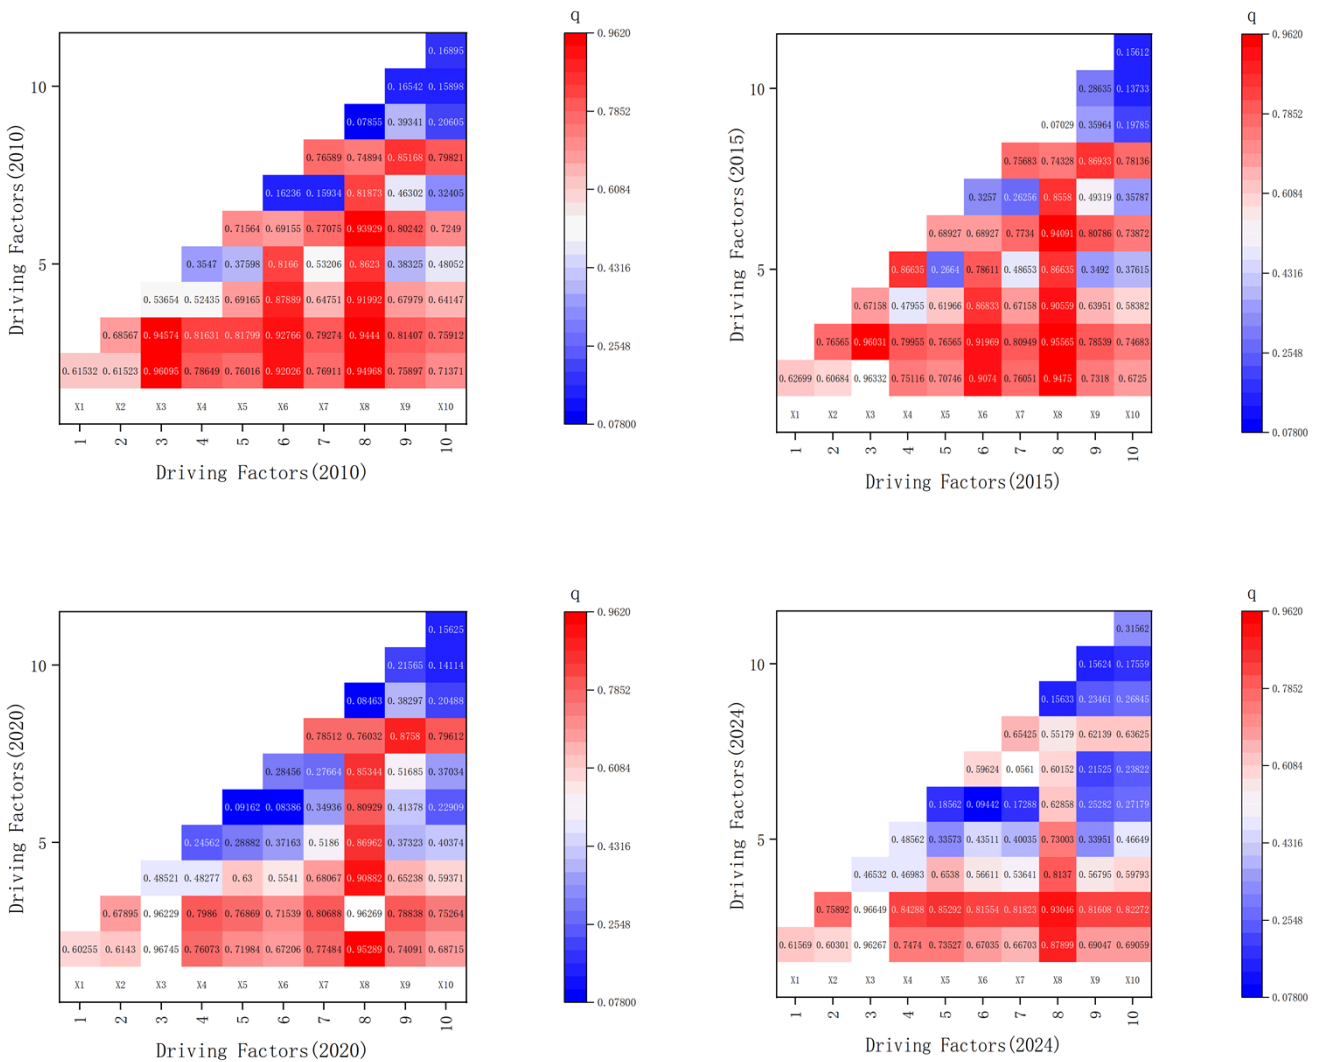 q
0.9620
0.7852
0.6084
0.4316
0.2548
0.07800
Driving Factors(2010)
10
5
0.16895
0.16542 0.15898
0.07855 0.39341 0.20605
0.76589 0.74894 0.85168 0.79821
0.16236 0.15934 0.81873 0.46302 0.32405
0.71564 0.69155 0.77075 0.93929 0.80242 0.7249
0.3547 0.37598 0.8166 0.53206 0.8623 0.38325 0.48052
0.53654 0.52435 0.69165 0.87889 0.64751 0.91992 0.67979 0.64147
0.68567 0.94574 0.81631 0.81799 0.92766 0.79274 0.9444 0.81407 0.75912
0.61532 0.61523 0.96095 0.78649 0.76016 0.92026 0.76911 0.94968 0.75897 0.71371
X1 X2 X3 X4 X5 X6 X7 X8 X9 X10
1 2 3 4 5 6 7 8 9 10
Driving Factors(2010)
q
0.9620
0.7852
0.6084
0.4316
0.2548
0.07800
Driving Factors(2015)
10
5
0.15612
0.28635 0.13733
0.07029 0.35964 0.19785
0.75683 0.74328 0.86933 0.78136
0.3257 0.26256 0.8558 0.49319 0.35787
0.68927 0.68927 0.7734 0.94091 0.80786 0.73872
0.86635 0.2664 0.78611 0.48653 0.86635 0.3492 0.37615
0.67158 0.47955 0.61966 0.86833 0.67158 0.90559 0.63951 0.58382
0.76565 0.96031 0.79955 0.76565 0.91969 0.80949 0.95565 0.78539 0.74683
0.62699 0.60684 0.96332 0.75116 0.70746 0.9074 0.76051 0.9475 0.7318 0.6725
X1 X2 X3 X4 X5 X6 X7 X8 X9 X10
1 2 3 4 5 6 7 8 9 10
Driving Factors(2015)
q
0.9620
0.7852
0.6084
0.4316
0.2548
0.07800
Driving Factors(2020)
10
5
0.15625
0.21565 0.14114
0.08463 0.38297 0.20488
0.78512 0.76032 0.8758 0.79612
0.28456 0.27664 0.85344 0.51685 0.37034
0.09162 0.08386 0.34936 0.80929 0.41378 0.22909
0.24562 0.28882 0.37163 0.5186 0.86962 0.37323 0.40374
0.48521 0.48277 0.63 0.5541 0.68067 0.90882 0.65238 0.59371
0.67895 0.96229 0.7986 0.76869 0.71539 0.80688 0.96269 0.78838 0.75264
0.60255 0.6143 0.96745 0.76073 0.71984 0.67206 0.77484 0.95289 0.74091 0.68715
X1 X2 X3 X4 X5 X6 X7 X8 X9 X10
1 2 3 4 5 6 7 8 9 10
Driving Factors(2020)
q
0.9620
0.7852
0.6084
0.4316
0.2548
0.07800
Driving Factors(2024)
10
5
0.31562
0.15624 0.17559
0.15633 0.23461 0.26845
0.65425 0.55179 0.62139 0.63625
0.59624 0.0561 0.60152 0.21525 0.23822
0.18562 0.09442 0.17288 0.62858 0.25282 0.27179
0.48562 0.33573 0.43511 0.40035 0.73003 0.33951 0.46649
0.46532 0.46983 0.6538 0.56611 0.53641 0.8137 0.56795 0.59793
0.75892 0.96649 0.84288 0.85292 0.81554 0.81823 0.93046 0.81608 0.82272
0.61569 0.60301 0.96267 0.7474 0.73527 0.67035 0.66703 0.87899 0.69047 0.69059
X1 X2 X3 X4 X5 X6 X7 X8 X9 X10
1 2 3 4 5 6 7 8 9 10
Driving Factors(2024)